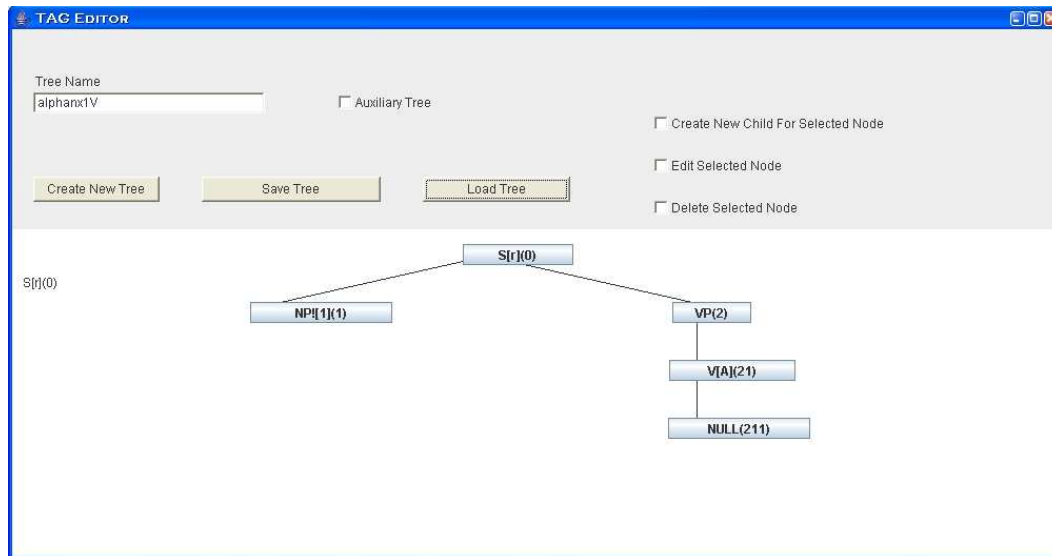 TAG EDITOR
Tree Name
alphanx1V
Auxiliary Tree
Create New Child For Selected Node
Edit Selected Node
Create New Tree
Save Tree
Load Tree
Delete Selected Node
S[r](0)
S[r](0)
NP![1](1)
VP(2)
V[A](21)
NULL(211)